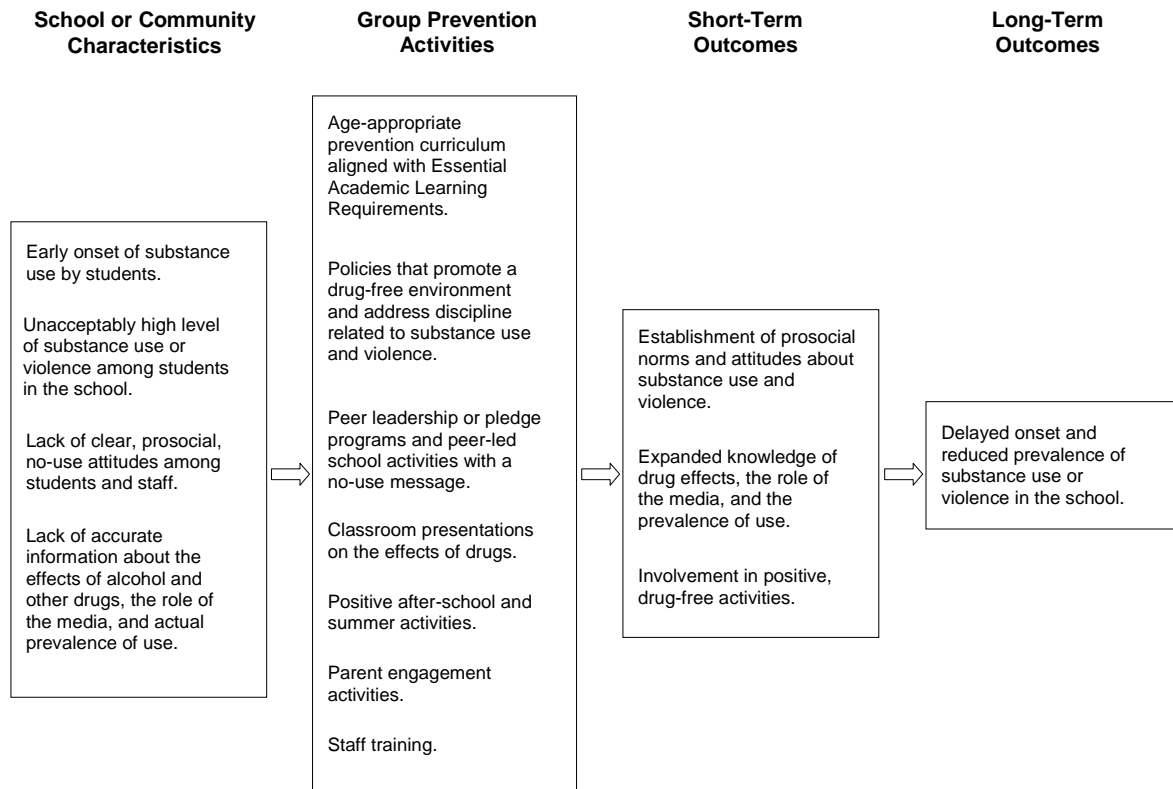 School or Community
Characteristics
Group Prevention
Activities
Short-Term
Outcomes
Long-Term
Outcomes
Early onset of substance
use by students.
Unacceptably high level
of substance use or
violence among students
in the school.
Lack of clear, prosocial,
no-use attitudes among
students and staff.
Lack of accurate
information about the
effects of alcohol and
other drugs, the role of
the media, and actual
prevalence of use.
Age-appropriate
prevention curriculum
aligned with Essential
Academic Learning
Requirements.
Policies that promote a
drug-free environment
and address discipline
related to substance use
and violence.
Peer leadership or pledge
programs and peer-led
school activities with a
no-use message.
Classroom presentations
on the effects of drugs.
Positive after-school and
summer activities.
Parent engagement
activities.
Staff training.
Establishment of prosocial
norms and attitudes about
substance use and
violence.
Expanded knowledge of
drug effects, the role of
the media, and the
prevalence of use.
Involvement in positive,
drug-free activities.
Delayed onset and
reduced prevalence of
substance use or
violence in the school.